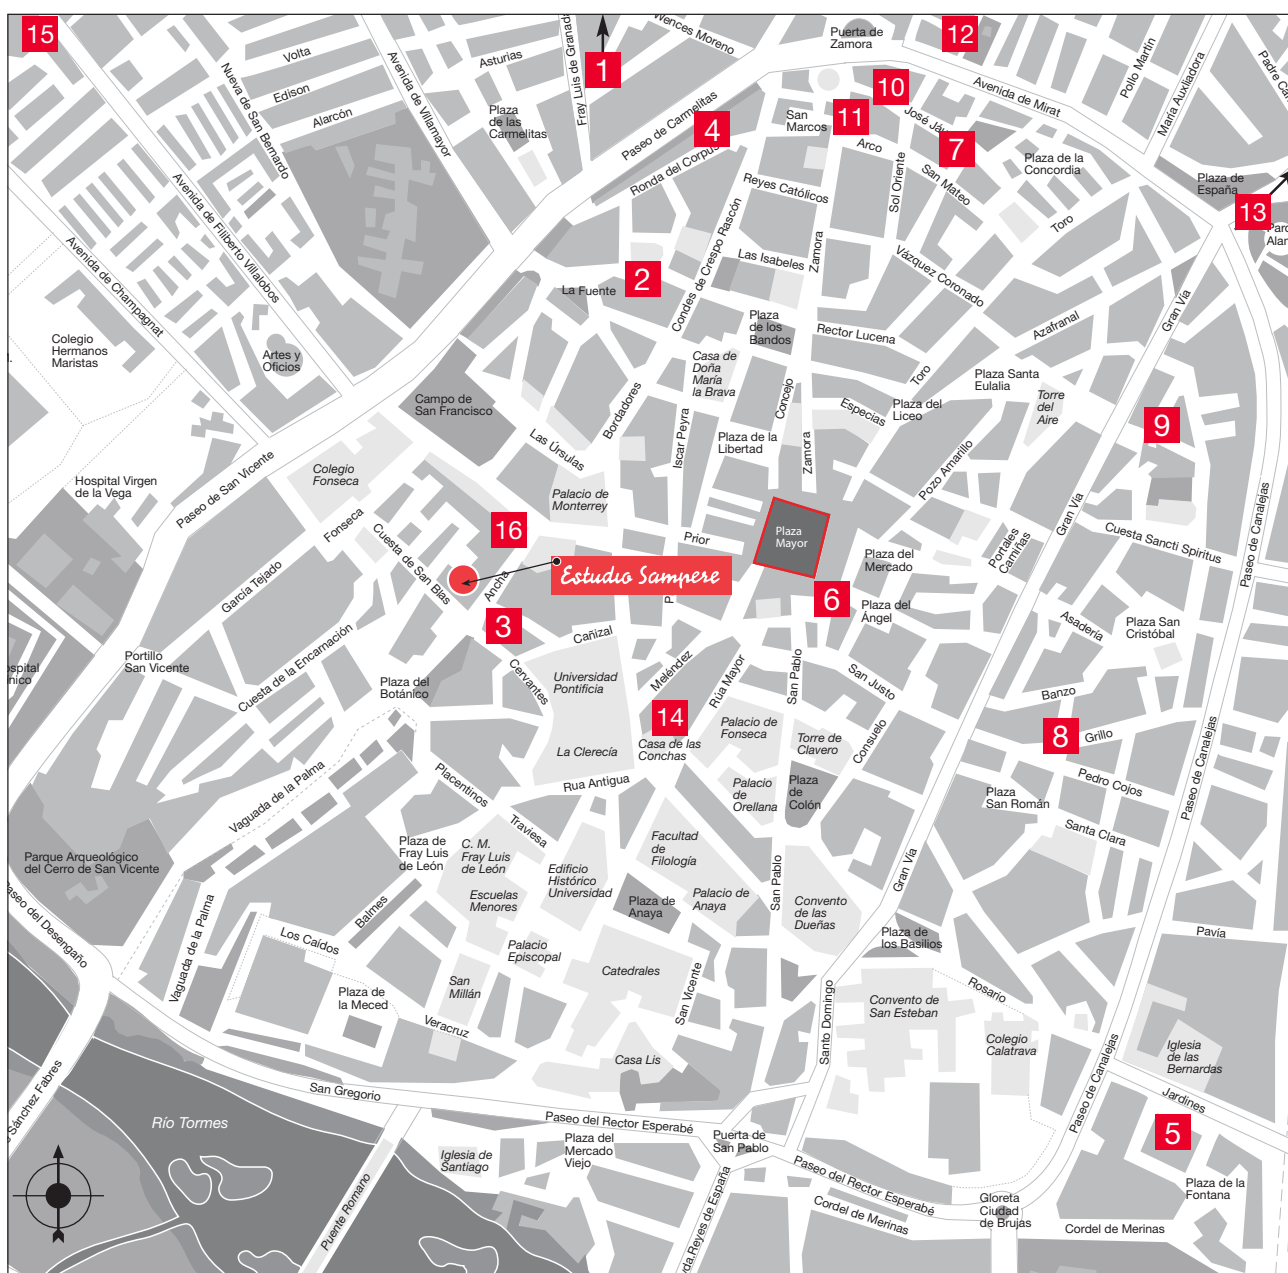 15
1
12
Wences Moreno
Puerta de
Zamora
Volta
Asturias
Fray Luis de Granada
Nueva de San Bernardo
Edison
Alarcón
Avenida de Villamayor
Plaza
de las
Carmelitas
Paseo de Carmelitas
4
Ronda del Corpus
San
Marcos
11
10
José Jáu
7
Arco
San Mateo
Sol Oriente
Avenida de Mirat
Pollo Martín
María Auxiliadora
Plaza de la
Concordia
Plaza de
España
13
Toro
Avenida de Filiberto Villalobos
Avenida de Champagnat
Reyes Católicos
Condes de Crespo Rascón
Las Isabeles
Zamora
Vázquez Coronado
2
La Fuente
Plaza
de los
Bandos
Rector Lucena
Azafranal
Gran Vía
Colegio
Hermanos
Maristas
Artes y
Oficios
Campo de
San Francisco
Bordadores
Casa de
Doña
María
la Brava
Concejo
Toro
Plaza Santa
Eulalia
Torre
del
Aire
Especias
Plaza del
Liceo
9
Las Úrsulas
Iscar Peyra
Plaza de la
Libertad
Zamora
Pozo Amarillo
Colegio
Fonseca
Paseo de San Vicente
Hospital Virgen
de la Vega
Palacio de
Monterrey
Fonseca
Cuesta de San Blas
16
Prior
Plaza
Mayor
Gran Vía
Portales
Camiñas
Cuesta Sancti Spiritus
Paseo de Canalejas
Plaza del
Mercado
Estudio Sampere
Ancha
6
Plaza del
Ángel
García Tejado
3
Cañizal
Asadería
Plaza San
Cristóbal
Portillo
San Vicente
Cuesta de la Encarnación
Plaza del
Botánico
Cervantes
Universidad
Pontificia
Meléndez
Rúa Mayor
San Pablo
San Justo
Banzo
14
Casa de las
Conchas
La Clerecía
Palacio de
Fonseca
Torre de
Clavero
Consuelo
8
Grillo
Rua Antigua
Palacio
de
Orellana
Plaza
de
Colón
Plaza
San Román
Pedro Cojos
Paseo de Canalejas
Vaguada de la Palma
Placentinos
Traviesa
Santa Clara
Parque Arqueológico
del Cerro de San Vicente
Plaza de
Fray Luis
de León
C. M.
Fray Luis
de León
Escuelas
Menores
Edificio
Histórico
Universidad
Facultad
de
Filología
Plaza de
Anaya
Palacio de
Anaya
San Pablo
Convento
de las
Dueñas
Gran Vía
Balmes
Plaza de
los Basilios
Pavía
Los Caídos
Vaguada de la Palma
Palacio
Episcopal
Catedrales
San Vicente
Plaza de
la Meced
San
Millán
Veracruz
Rosario
Convento de
San Esteban
Santo Domingo
Colegio
Calatrava
Iglesia
de las
Bernardas
Casa Lis
San Gregorio
Jardines
5
Río Tormes
Paseo del Rector Esperabé
Puerta de
San Pablo
Plaza del
Mercado
Viejo
Iglesia de
Santiago
Paseo de Canalejas
Paseo del Rector Esperabé
Puente Romano
Cordel de Merinas
Gloreta
Ciudad
de Brujas
Plaza de la
Fontana
Cordel de Merinas